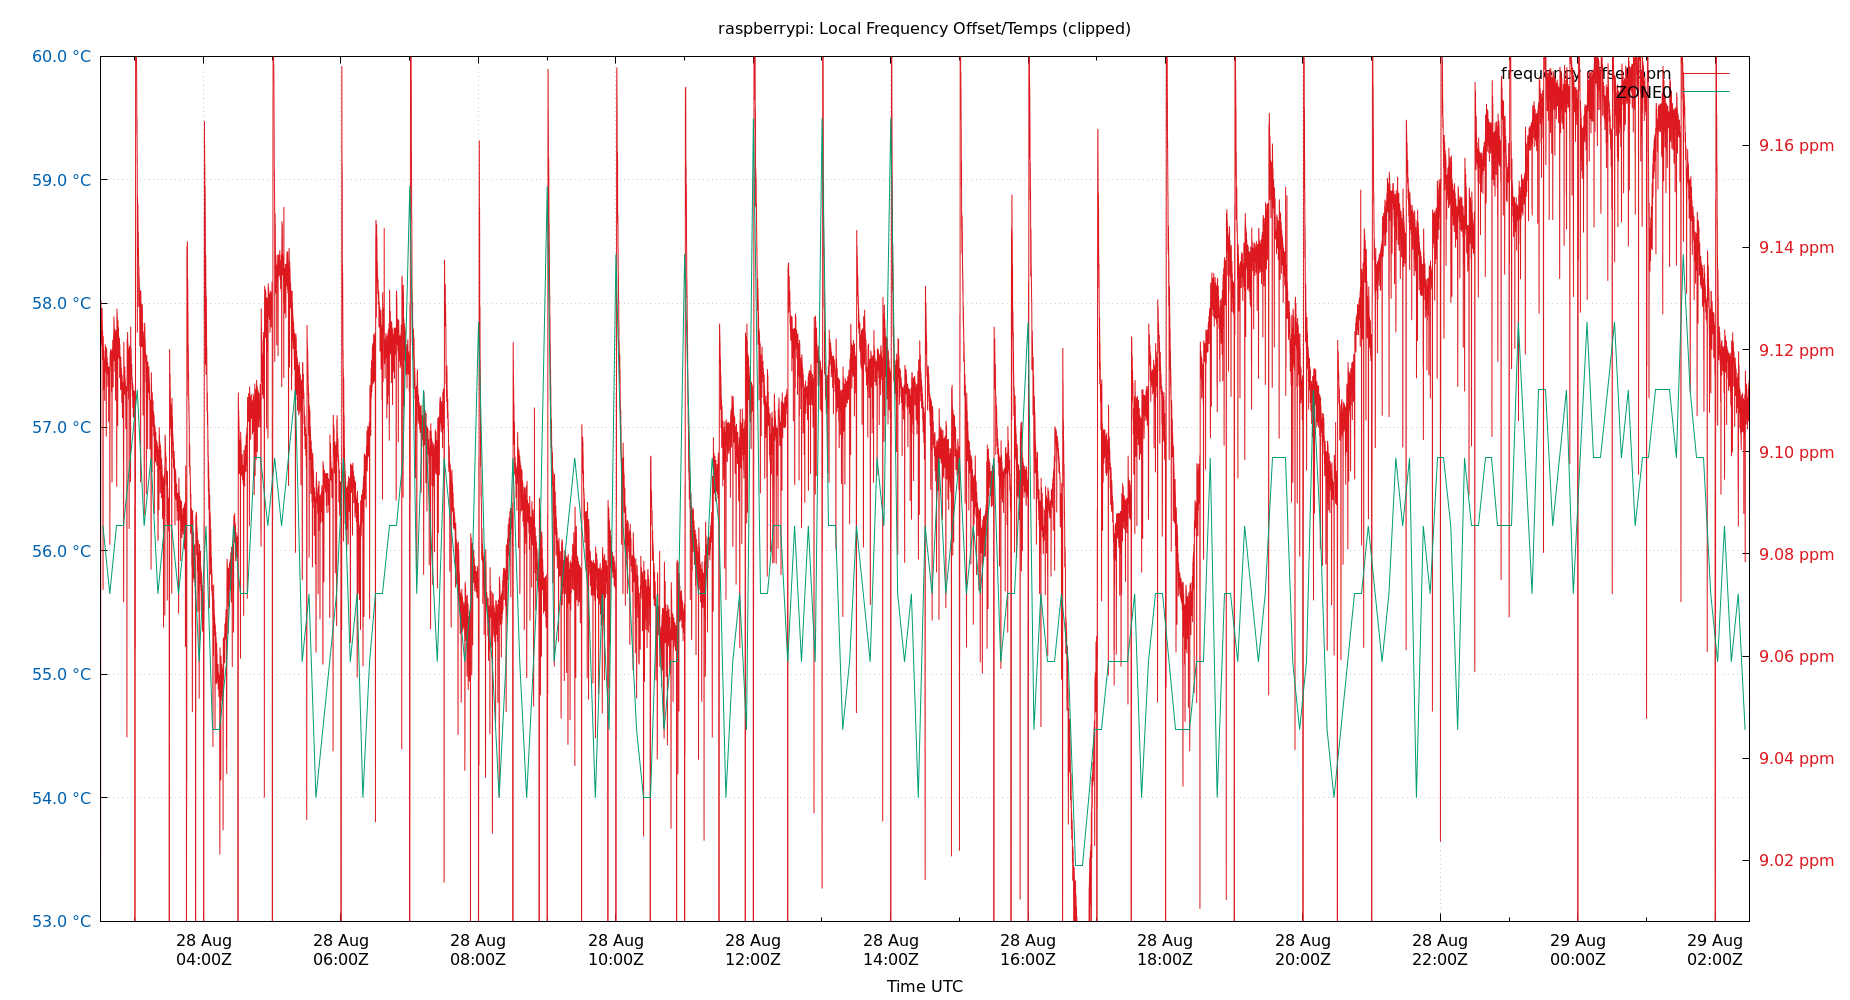 raspberrypi: Local Frequency Offset/Temps (clipped)
60.0 °C
59.0 °C
58.0 °C
57.0 °C
56.0 °C
55.0 °C
54.0 °C
53.0 °C
frequency offset ppm
ZONE0
9.16 ppm
9.14 ppm
9.12 ppm
9.10 ppm
9.08 ppm
9.06 ppm
9.04 ppm
9.02 ppm
28 Aug
04:00Z
28 Aug
06:00Z
28 Aug
08:00Z
28 Aug
10:00Z
28 Aug
12:00Z
28 Aug
14:00Z
28 Aug
16:00Z
28 Aug
18:00Z
28 Aug
20:00Z
28 Aug
22:00Z
29 Aug
00:00Z
29 Aug
02:00Z
Time UTC